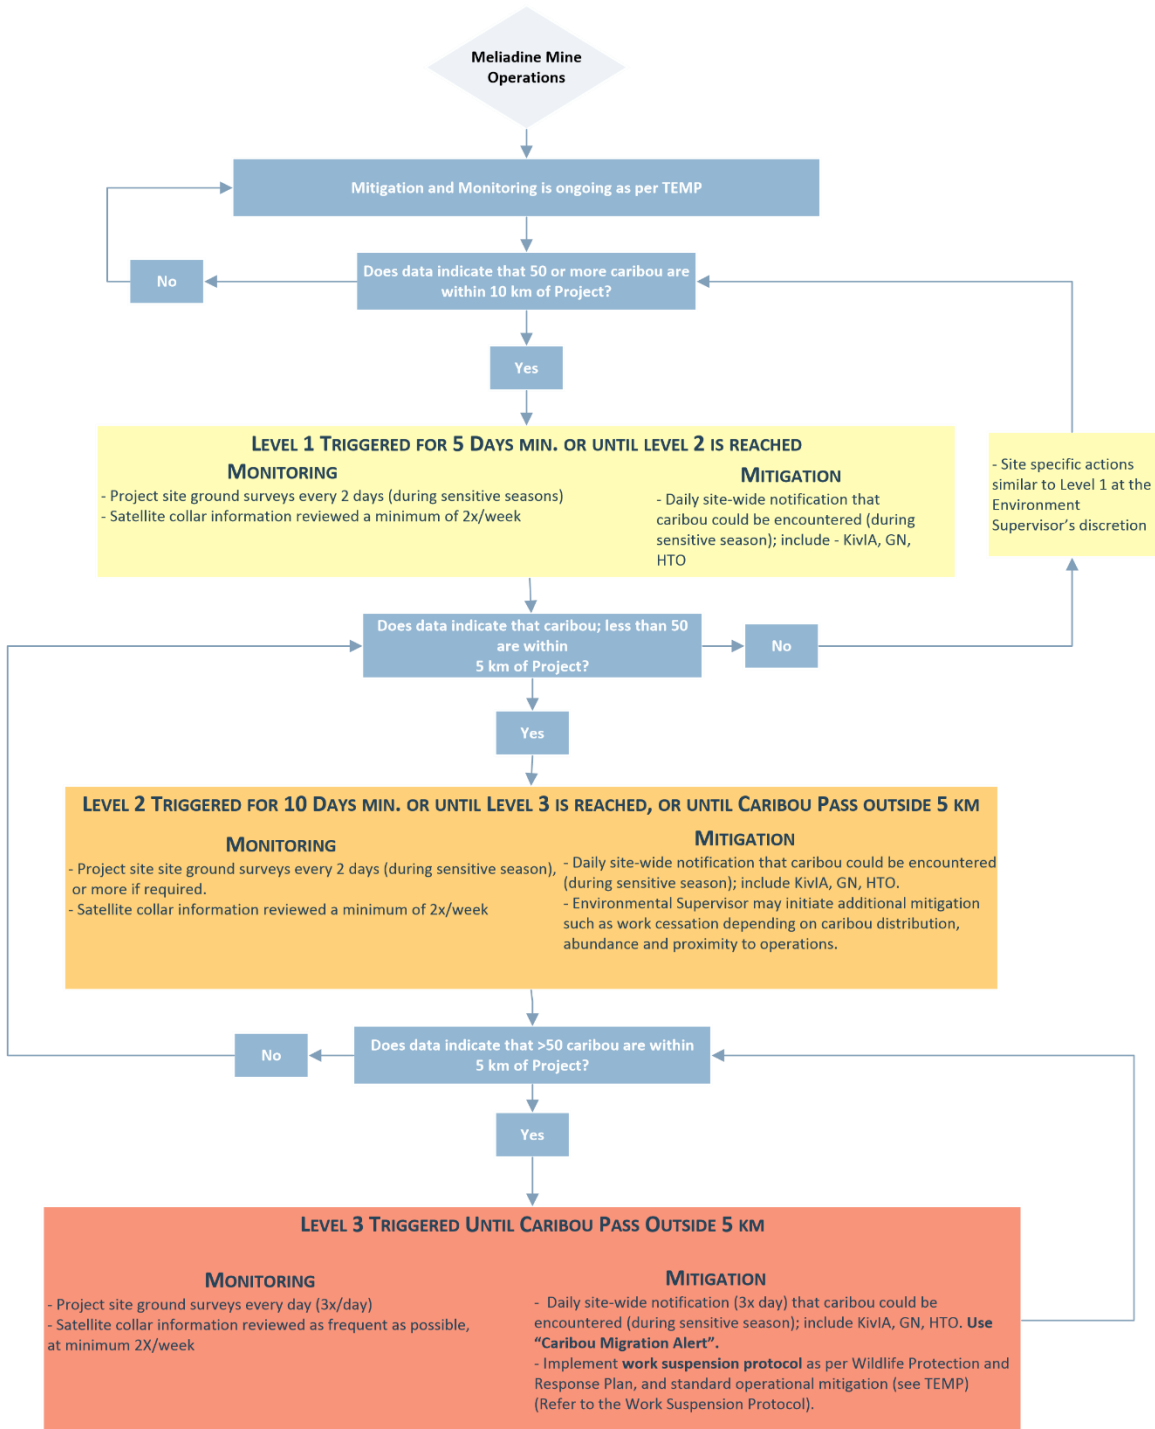 Meliadine Mine
Operations
Mitigation and Monitoring is ongoing as per TEMP
Does data indicate that 50 or more caribou are
within 10 km of Project?
No
Yes
LEVEL 1 TRIGGERED FOR 5 DAYS MIN. OR UNTIL LEVEL 2 IS REACHED
MONITORING
- Project site ground surveys every 2 days (during sensitive seasons)
- Satellite collar information reviewed a minimum of 2x/week
MITIGATION
- Daily site-wide notification that
caribou could be encountered (during
sensitive season); include - KivIA, GN,
HTO
- Site specific actions
similar to Level 1 at the
Environment
Supervisor's discretion
Does data indicate that caribou; less than 50
are within
5 km of Project?
No
Yes
LEVEL 2 TRIGGERED FOR 10 DAYS MIN. OR UNTIL LEVEL 3 IS REACHED, OR UNTIL CARIBOU PASS OUTSIDE 5 KM
MONITORING
- Project site site ground surveys every 2 days (during sensitive season),
or more if required.
- Satellite collar information reviewed a minimum of 2x/week
MITIGATION
- Daily site-wide notification that caribou could be encountered
(during sensitive season); include KivIA, GN, HTO.
- Environmental Supervisor may initiate additional mitigation
such as work cessation depending on caribou distribution,
abundance and proximity to operations.
Does data indicate that >50 caribou are within
5 km of Project?
No
Yes
LEVEL 3 TRIGGERED UNTIL CARIBOU PASS OUTSIDE 5 KM
MONITORING
- Project site ground surveys every day (3x/day)
- Satellite collar information reviewed as frequent as possible,
at minimum 2X/week
MITIGATION
- Daily site-wide notification (3x day) that caribou could be
encountered (during sensitive season); include KivIA, GN, HTO. Use
"Caribou Migration Alert".
- Implement work suspension protocol as per Wildlife Protection and
Response Plan, and standard operational mitigation (see TEMP)
(Refer to the Work Suspension Protocol).